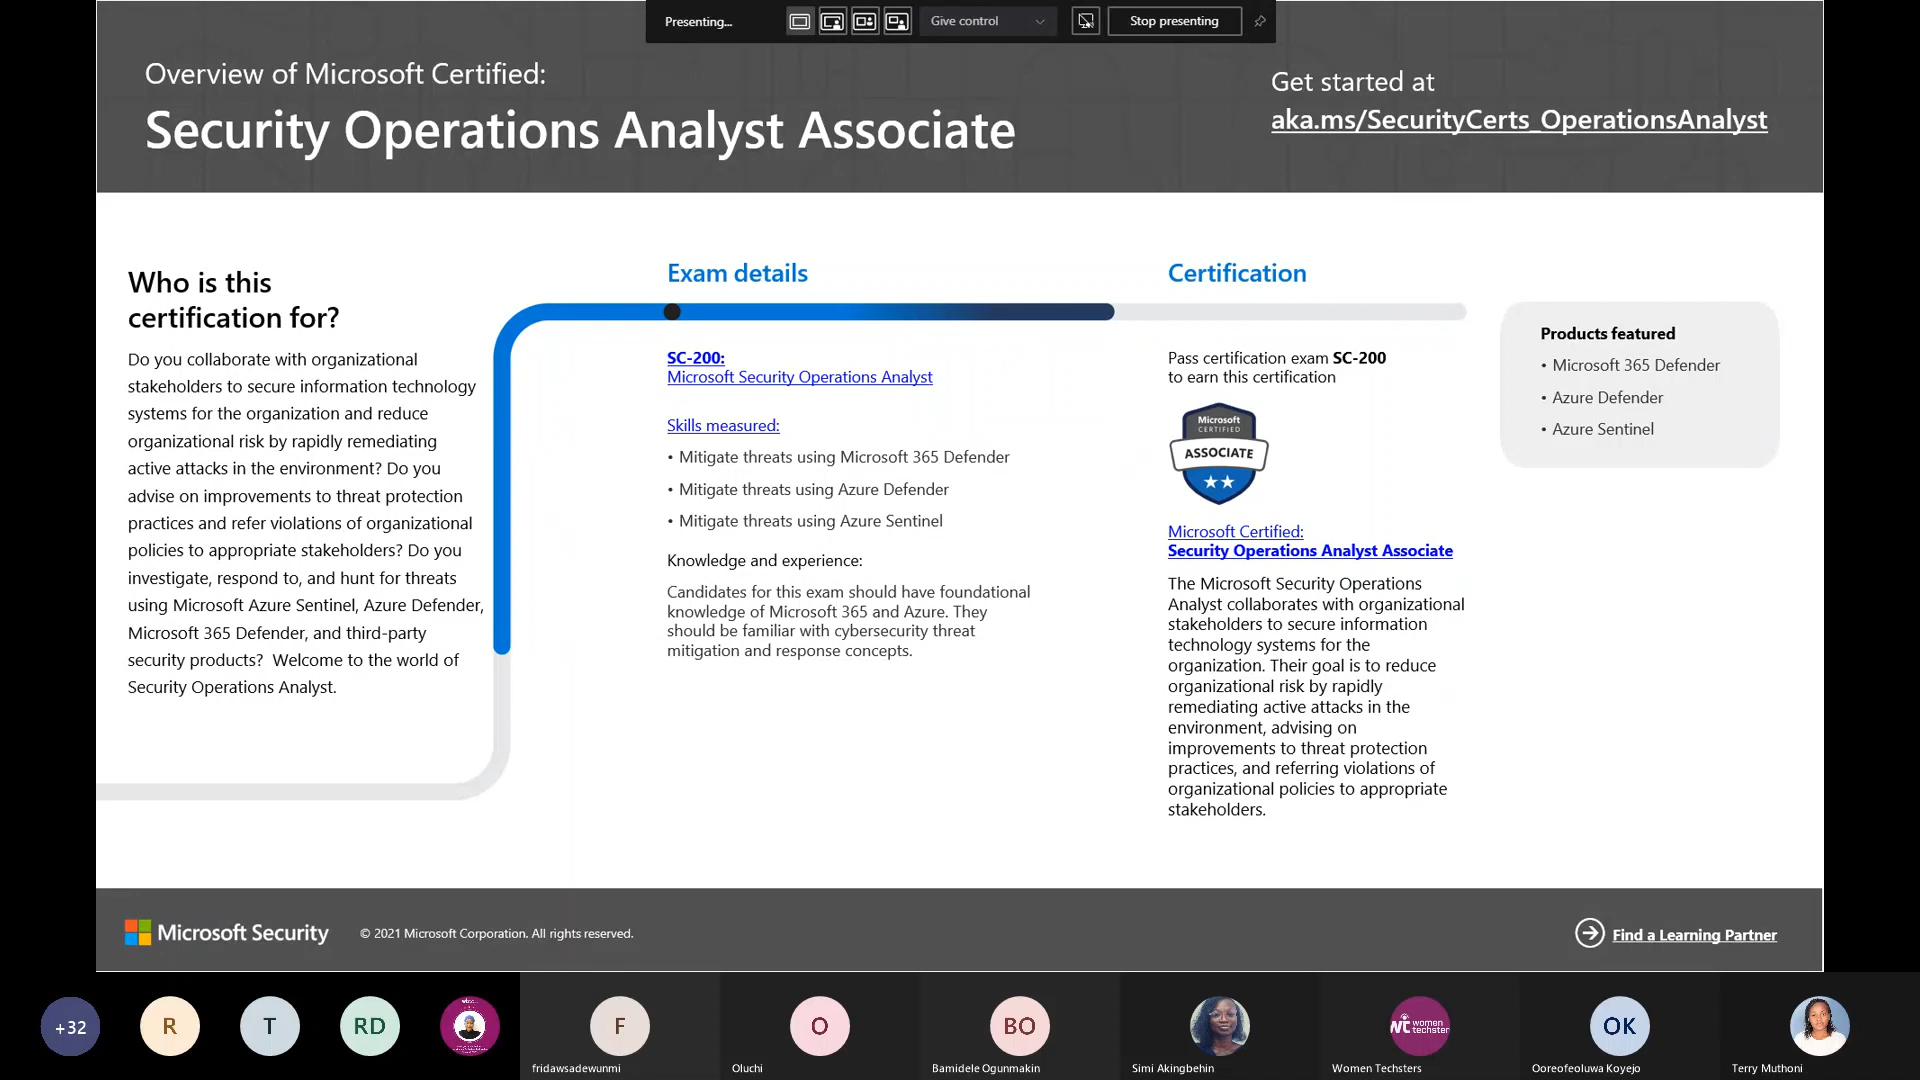 Presenting...
Give control
Stop presenting
Overview of Microsoft Certified:
Security Operations Analyst Associate
Get started at
aka.ms/SecurityCerts_OperationsAnalyst
Who is this
certification for?
Do you collaborate with organizational
stakeholders to secure information technology
systems for the organization and reduce
organizational risk by rapidly remediating
active attacks in the environment? Do you
advise on improvements to threat protection
practices and refer violations of organizational
policies to appropriate stakeholders? Do you
investigate, respond to, and hunt for threats
using Microsoft Azure Sentinel, Azure Defender,
Microsoft 365 Defender, and third-party
security products?  Welcome to the world of
Security Operations Analyst.
Exam details
SC-200:
Microsoft Security Operations Analyst
Skills measured:
• Mitigate threats using Microsoft 365 Defender
• Mitigate threats using Azure Defender
• Mitigate threats using Azure Sentinel
Knowledge and experience:
Candidates for this exam should have foundational
knowledge of Microsoft 365 and Azure. They
should be familiar with cybersecurity threat
mitigation and response concepts.
Certification
Pass certification exam SC-200
to earn this certification
Microsoft
CERTIFIED
ASSOCIATE
Microsoft Certified:
Security Operations Analyst Associate
The Microsoft Security Operations
Analyst collaborates with organizational
stakeholders to secure information
technology systems for the
organization. Their goal is to reduce
organizational risk by rapidly
remediating active attacks in the
environment, advising on
improvements to threat protection
practices, and referring violations of
organizational policies to appropriate
stakeholders.
Products featured
• Microsoft 365 Defender
• Azure Defender
• Azure Sentinel
Microsoft Security
© 2021 Microsoft Corporation. All rights reserved.
Find a Learning Partner
+32
R
T
RD
F
O
BO
women
techster
OK
fridawsadewunmi
Oluchi
Bamidele Ogunmakin
Simi Akingbehin
Women Techsters
Ooreofeoluwa Koyejo
Terry Muthoni